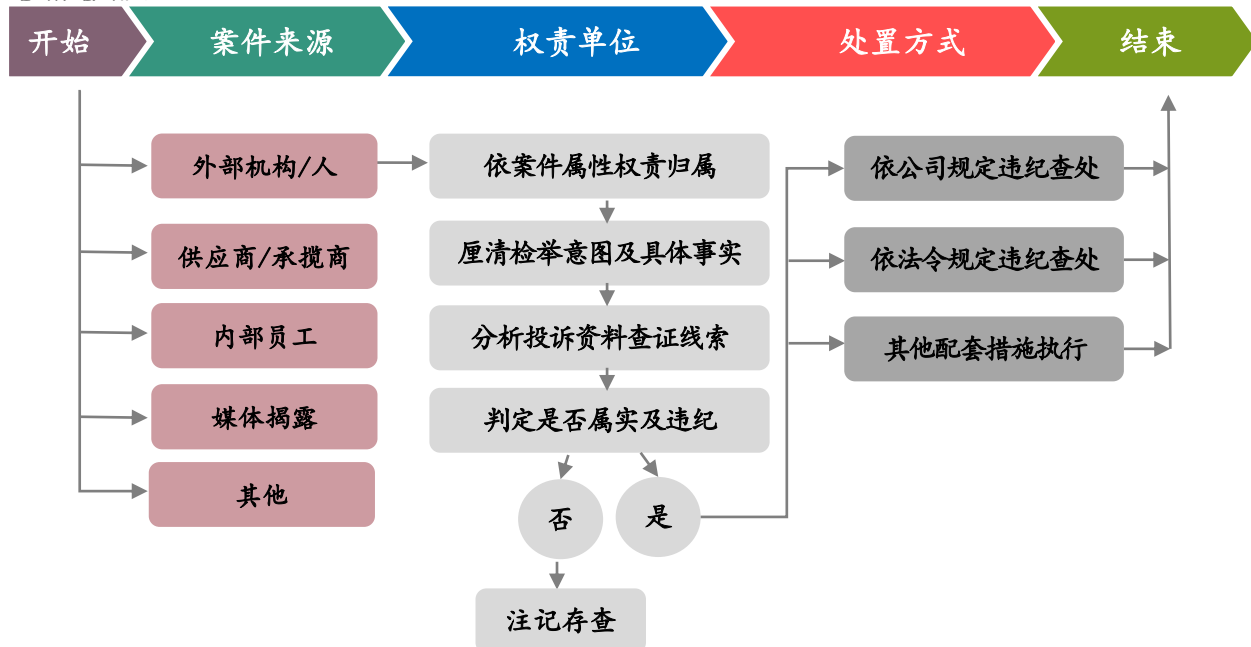 开始
案件来源
权责单位
处置方式
结束
外部机构/人
供应商/承揽商
内部员工
媒体揭露
其他
依案件属性权责归属
厘清检举意图及具体事实
分析投诉资料查证线索
判定是否属实及违纪
否
是
注记存查
依公司规定违纪查处
依法令规定违纪查处
其他配套措施执行